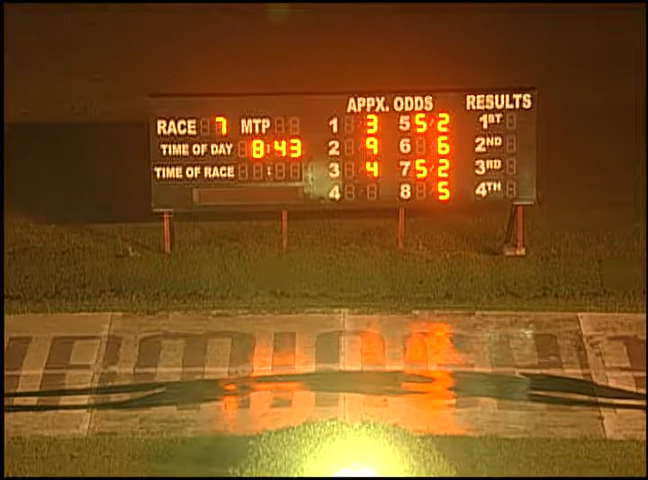 APPX. ODDS RESULTS
RACE 7 MTP 1 3 5 5/2 1ST
TIME OF DAY 8:43 2 9 6 6 2ND
TIME OF RACE : 3 4 7 5/2 3RD
4 8 5 4TH